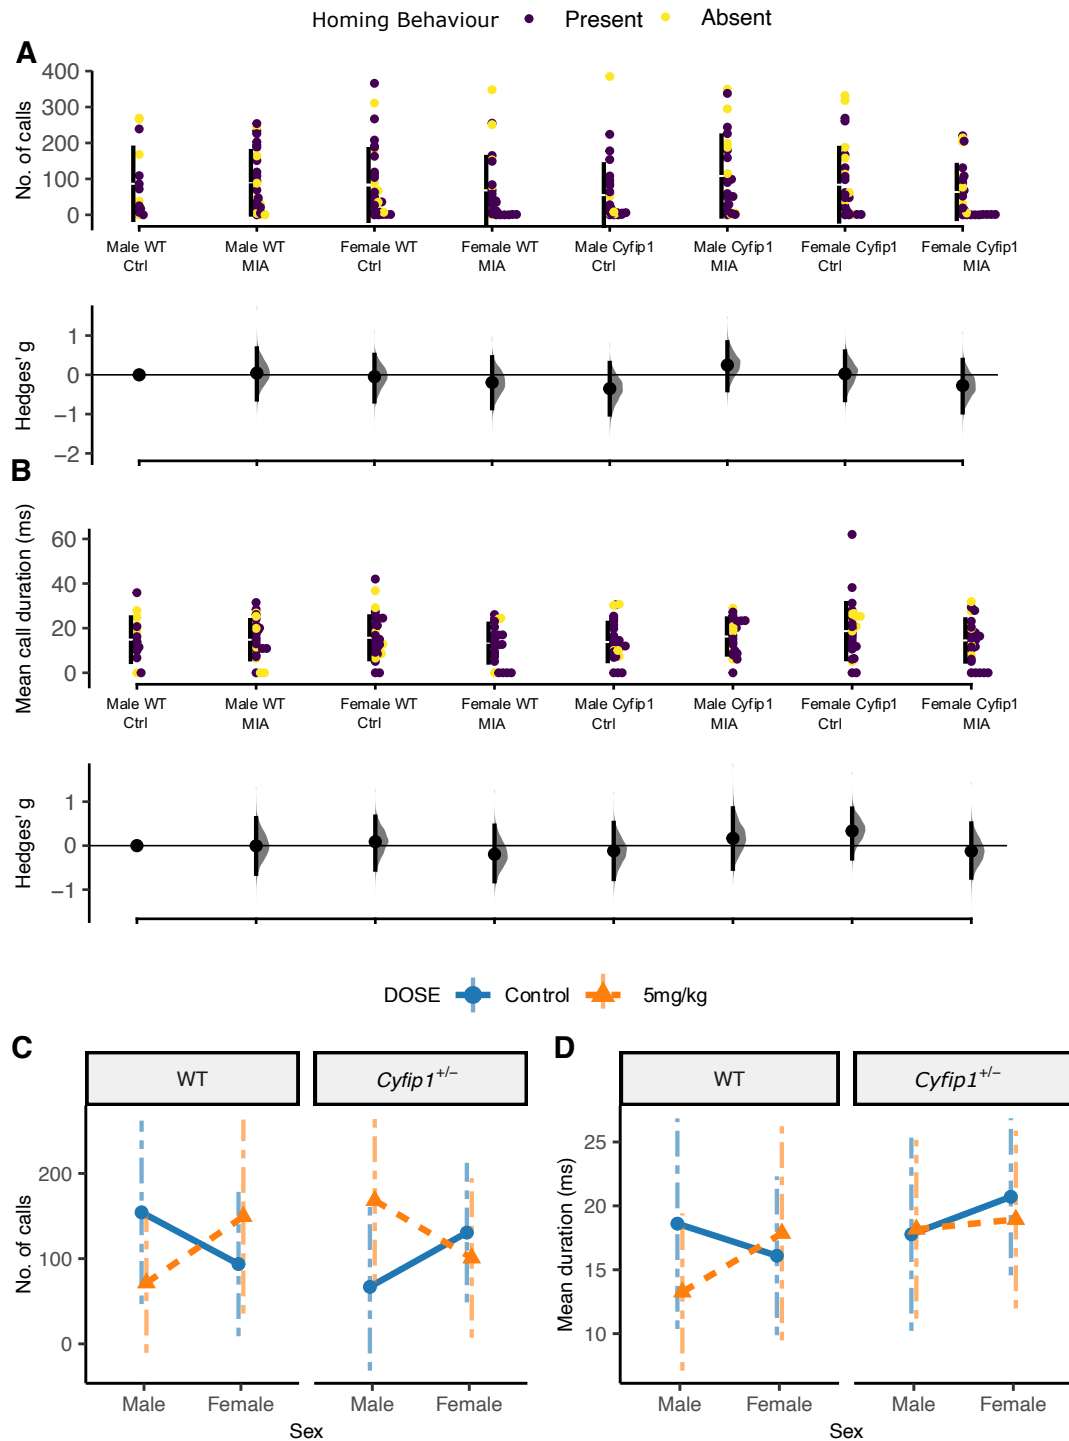 Homing Behaviour Present Absent
A
No. of calls
400
300
200
100
0
Male WT Ctrl
Male WT MIA
Female WT Ctrl
Female WT MIA
Male Cyfip1 Ctrl
Male Cyfip1 MIA
Female Cyfip1 Ctrl
Female Cyfip1 MIA
Hedges' g
1
0
−1
−2
B
Mean call duration (ms)
60
40
20
0
Male WT Ctrl
Male WT MIA
Female WT Ctrl
Female WT MIA
Male Cyfip1 Ctrl
Male Cyfip1 MIA
Female Cyfip1 Ctrl
Female Cyfip1 MIA
Hedges' g
1
0
−1
DOSE Control 5mg/kg
C
WT
Cyfip1+/−
No. of calls
200
100
0
Male Female Male Female
Sex
D
WT
Cyfip1+/−
Mean duration (ms)
25
20
15
10
Male Female Male Female
Sex